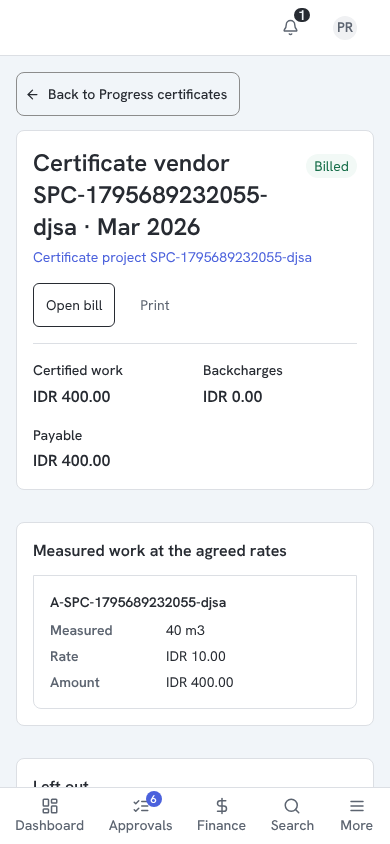 1
PR
Back to Progress certificates
Certificate vendor
Billed
SPC-1795689232055-
djsa · Mar 2026
Certificate project SPC-1795689232055-djsa
Open bill
Print
Certified work
Backcharges
IDR 400.00
IDR 0.00
Payable
IDR 400.00
Measured work at the agreed rates
A-SPC-1795689232055-djsa
Measured 40 m3
Rate IDR 10.00
Amount IDR 400.00
Left out
6
Dashboard Approvals Finance Search More